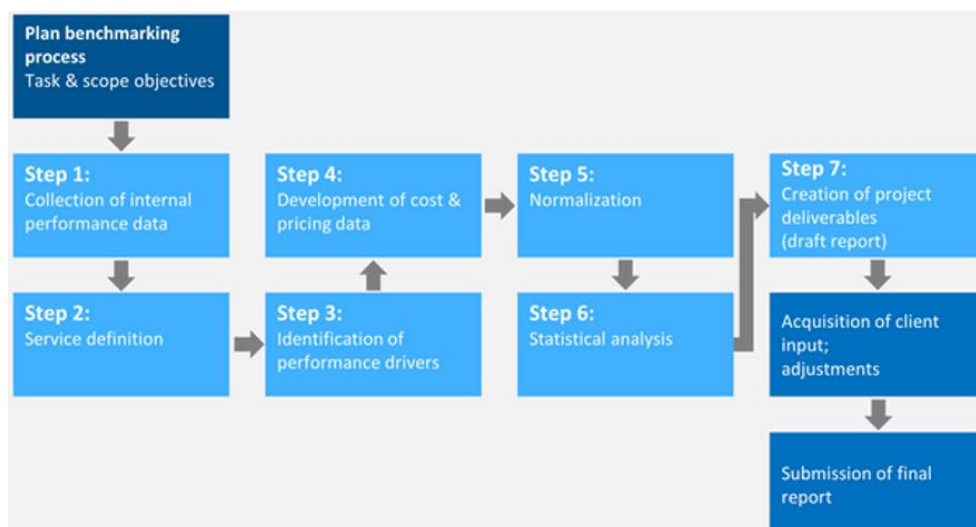 Plan benchmarking
process
Task & scope objectives
Step 1:
Collection of internal
performance data
Step 2:
Service definition
Step 3:
Identification of
performance drivers
Step 4:
Development of cost &
pricing data
Step 5:
Normalization
Step 6:
Statistical analysis
Step 7:
Creation of project
deliverables
(draft report)
Acquisition of client
input;
adjustments
Submission of final
report